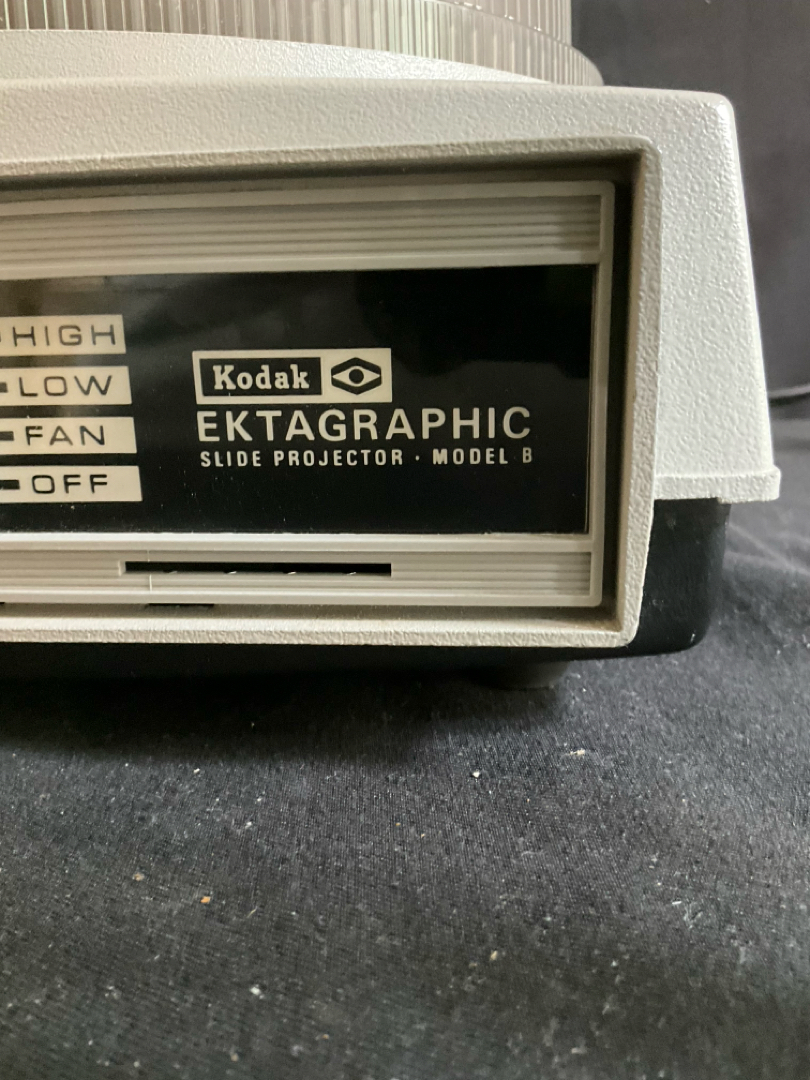 HIGH
LOW
FAN
OFF
Kodak
EKTAGRAPHIC
SLIDE PROJECTOR · MODEL B